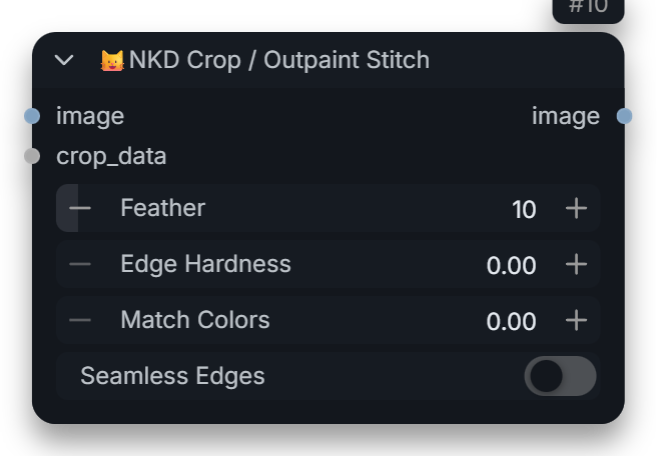 #10
NKD Crop / Outpaint Stitch
image image
crop_data
Feather 10
Edge Hardness 0.00
Match Colors 0.00
Seamless Edges